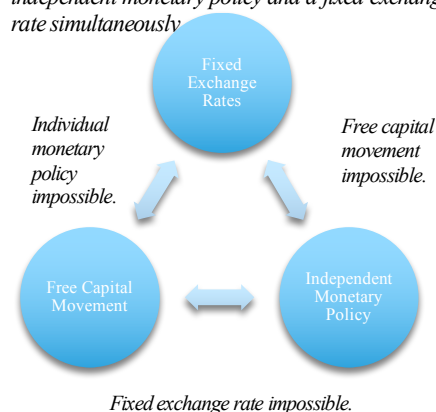 independent monetary policy and a fixed exchang
rate simultaneously
Fixed
Exchange
Rates
Individual
monetary
policy
impossible.
Free capital
movement
impossible.
Free Capital
Movement
Independent
Monetary
Policy
Fixed exchange rate impossible.